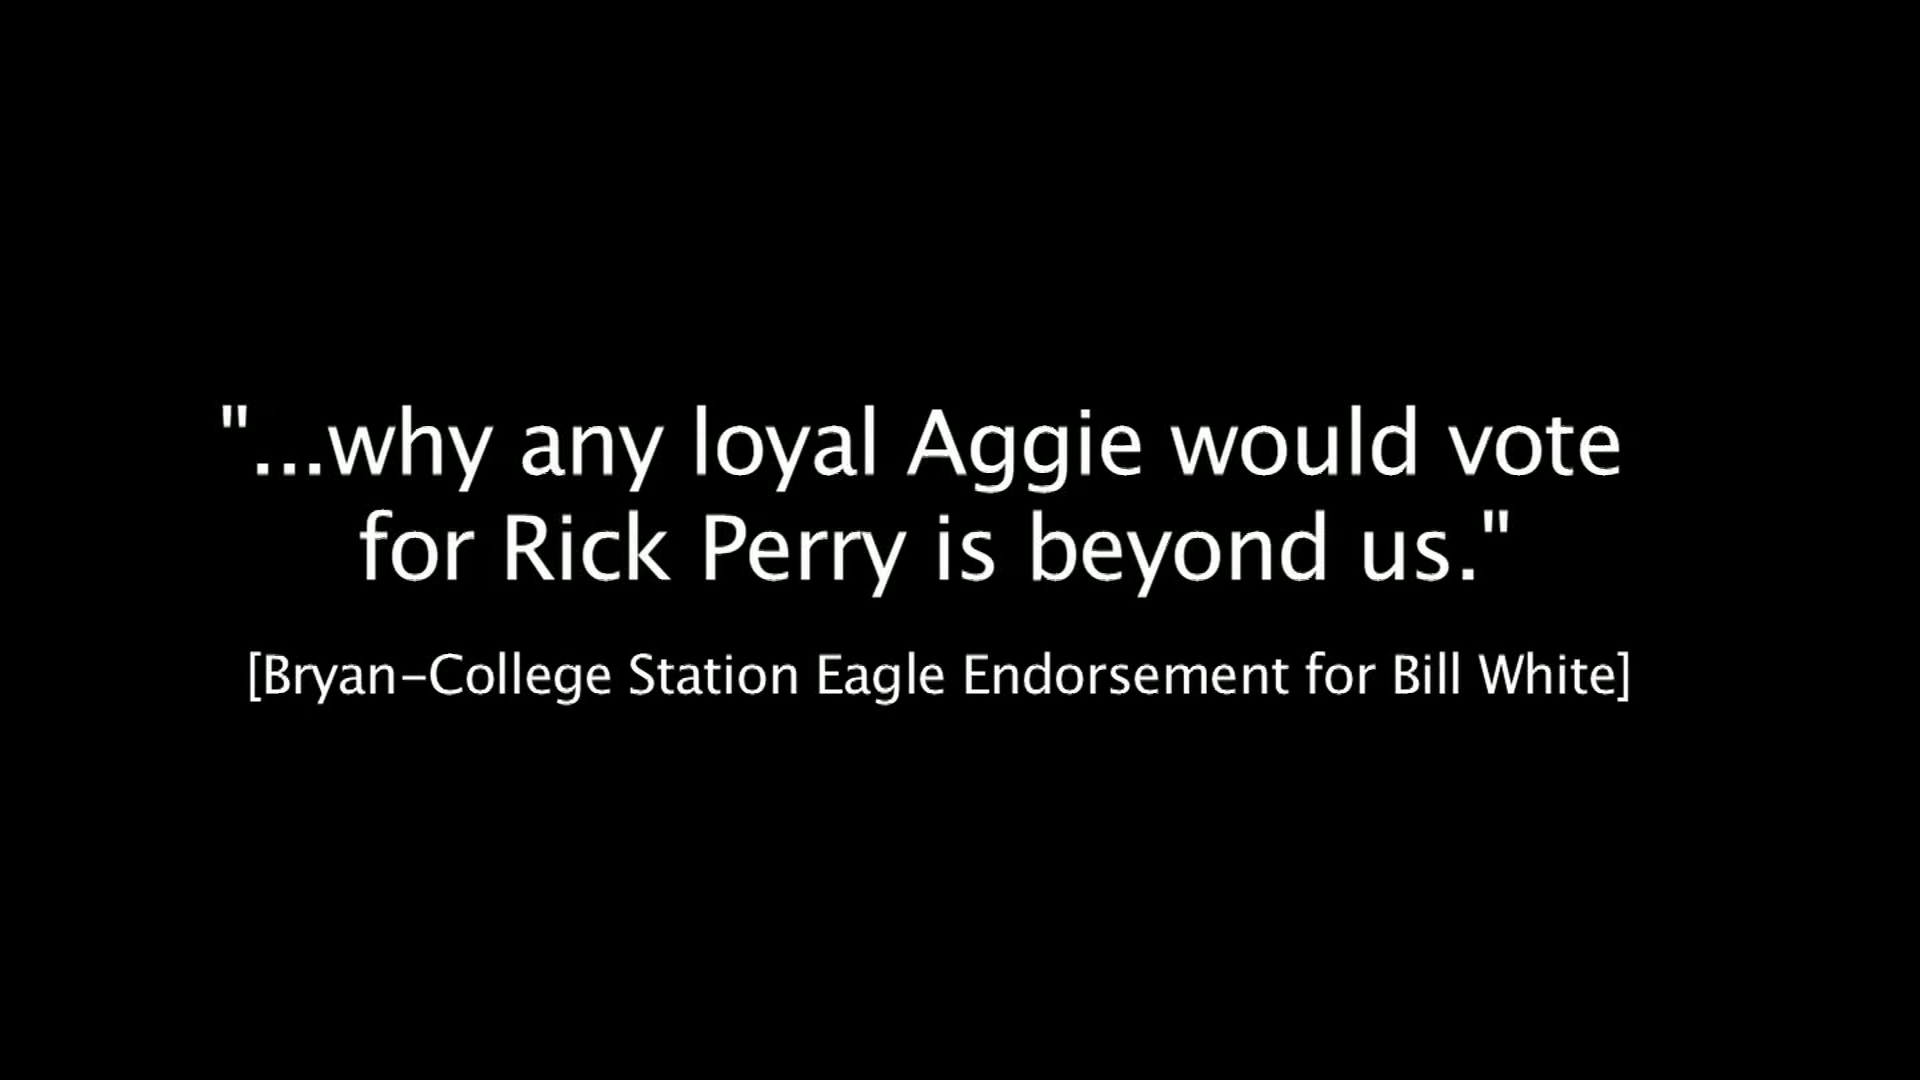 "...why any loyal Aggie would vote
for Rick Perry is beyond us."
[Bryan-College Station Eagle Endorsement for Bill White]